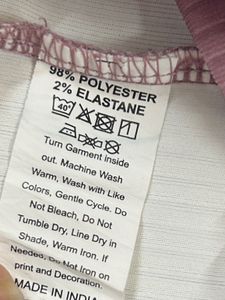 98% POLYESTER
2% ELASTANE
40°
Turn Garment Inside
out. Machine Wash
Warm, Wash with Like
Colors, Gentle Cycle. Do
Not Bleach, Do Not
Tumble Dry, Line Dry in
Shade, Warm Iron. If
Needed, Do Not Iron on
print and Decoration.
MADE IN INDIA